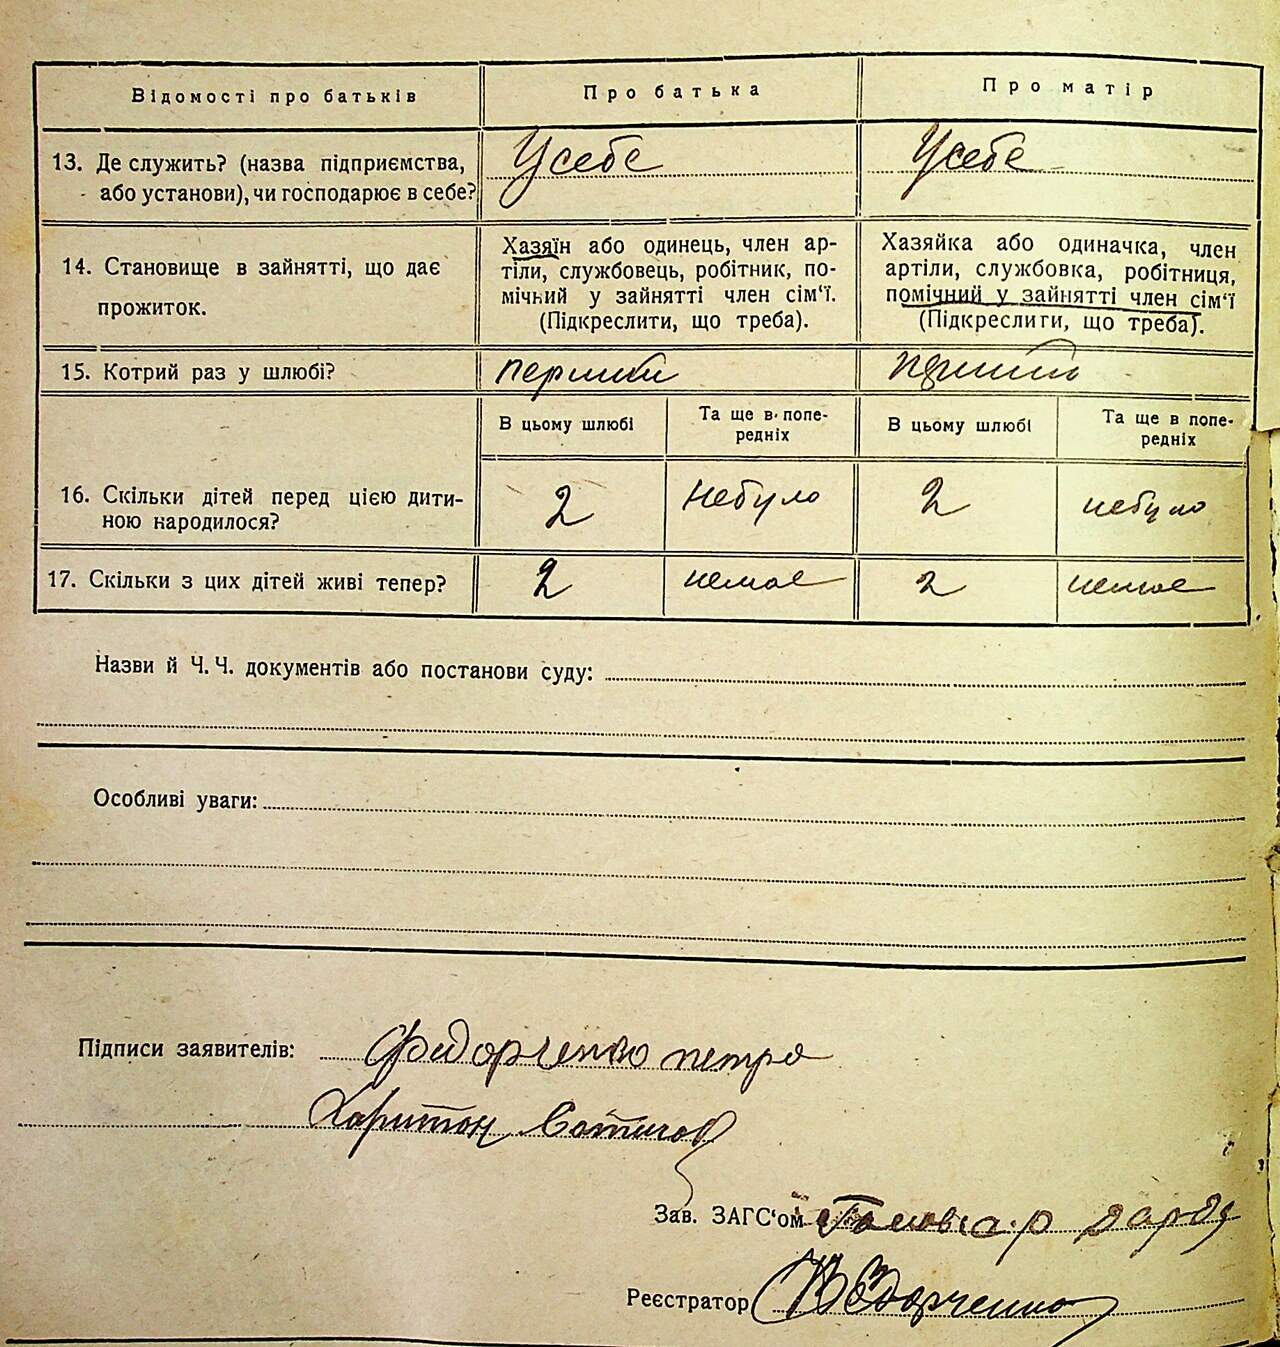 Відомості про батьків
Про батька
Про матір
13. Де служить? (назва підприємства,
або установи), чи господарює в себе?
Усебе
Усебе
14. Становище в зайнятті, що дає
прожиток.
Хазяїн або одинець, член ар-
тіли, службовець, робітник, по-
мічний у зайнятті член сім'ї.
(Підкреслити, що треба).
Хазяйка або одиначка, член
артіли, службовка, робітниця,
помічний у зайнятті член сім'ї
(Підкреслити, що треба).
15. Котрий раз у шлюбі?
перший
перший
В цьому шлюбі
Та ще в попе-
редніх
В цьому шлюбі
Та ще в попе-
редніх
16. Скільки дітей перед цією дити-
ною народилося?
2
небуло
2
небуло
17. Скільки з цих дітей живі тепер?
2
немає
2
немає
Назви й Ч. Ч. документів або постанови суду:
Особливі уваги:
Підписи заявителів: Федорченко петро
Харитон
Зав. ЗАГС'ом
Реєстратор